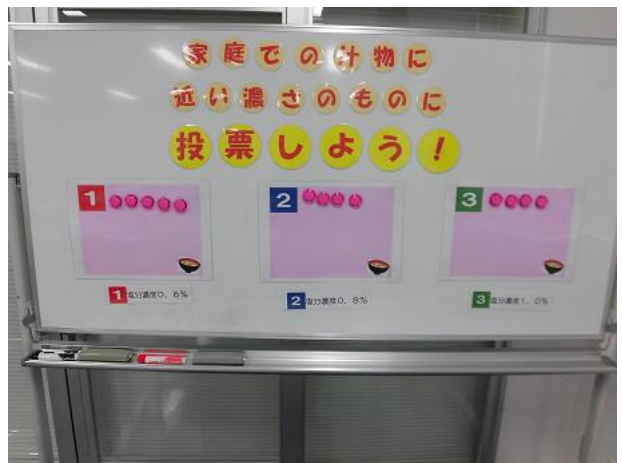 家庭での汁物に
近い濃さのものに
投票しよう！
1
2
3
1 塩分濃度0．6％
2 塩分濃度0．8％
3 塩分濃度1．0％